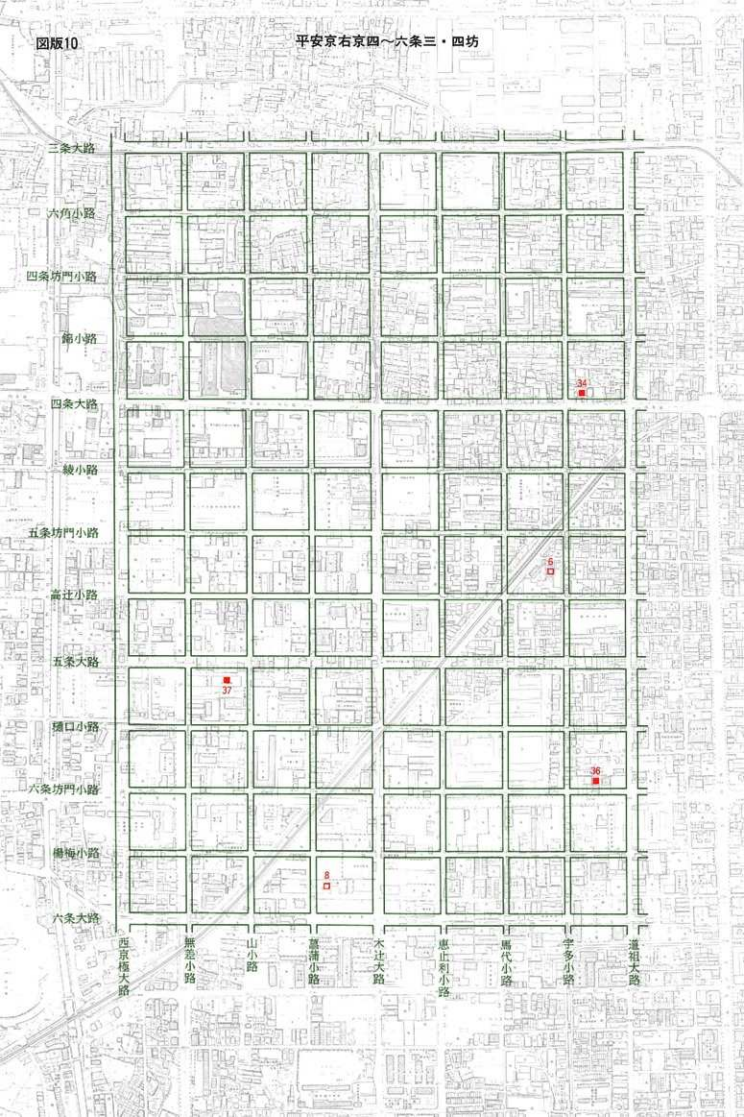 図版10
平安京右京四～六条三・四坊
三条大路
六角小路
四条坊門小路
錦小路
34
四条大路
綾小路
五条坊門小路
6
高辻小路
五条大路
37
樋口小路
36
六条坊門小路
楊梅小路
8
六条大路
西京極大路
無差小路
山小路
菖蒲小路
木辻大路
恵止利小路
馬代小路
宇多小路
道祖大路